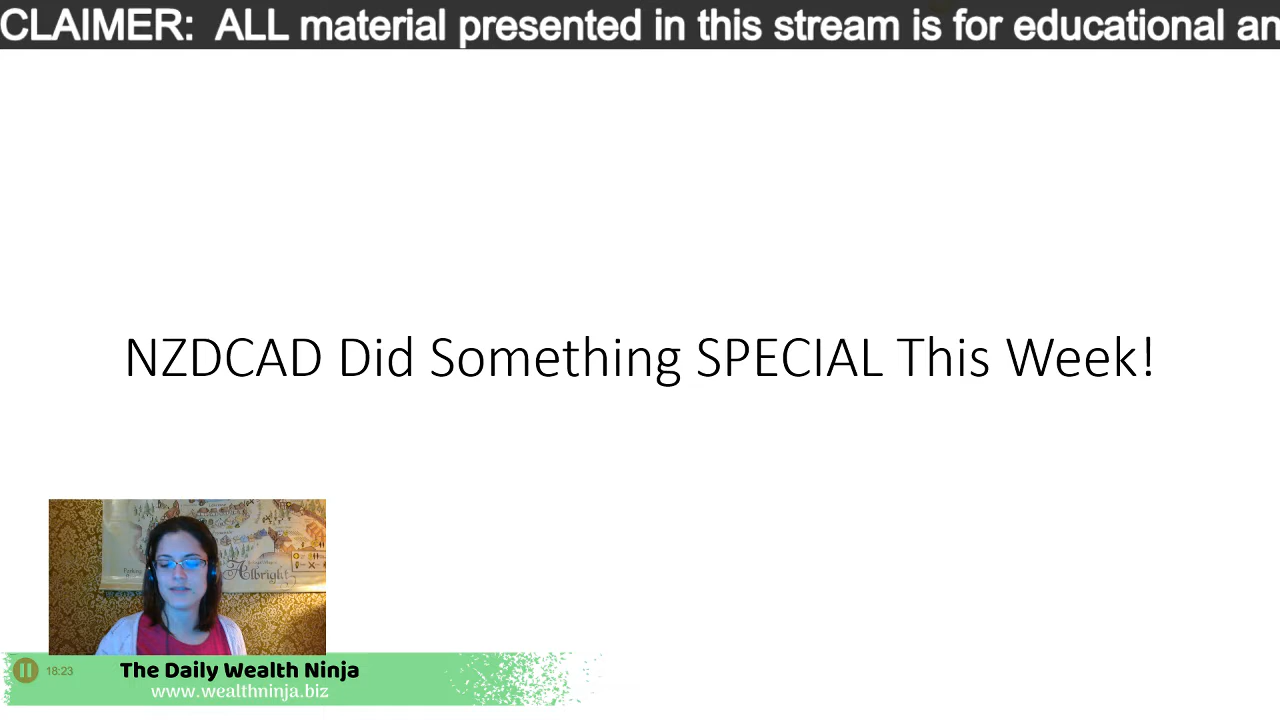 CLAIMER: ALL material presented in this stream is for educational an
NZDCAD Did Something SPECIAL This Week!
Albright
18:23
The Daily Wealth Ninja
www.wealthninja.biz